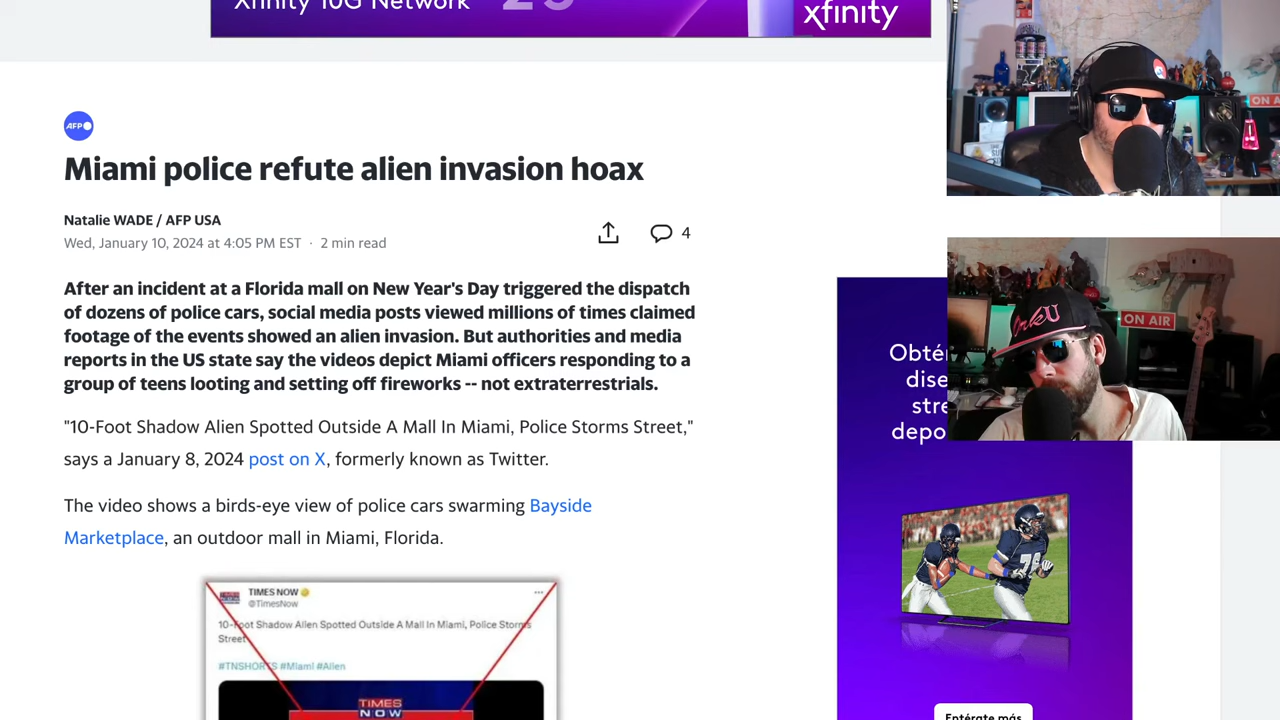 Xfinity 10G Network
xfinity
AFP
Miami police refute alien invasion hoax
Natalie WADE / AFP USA
Wed, January 10, 2024 at 4:05 PM EST · 2 min read
4
After an incident at a Florida mall on New Year's Day triggered the dispatch
of dozens of police cars, social media posts viewed millions of times claimed
footage of the events showed an alien invasion. But authorities and media
reports in the US state say the videos depict Miami officers responding to a
group of teens looting and setting off fireworks -- not extraterrestrials.
"10-Foot Shadow Alien Spotted Outside A Mall In Miami, Police Storms Street,"
says a January 8, 2024 post on X, formerly known as Twitter.
The video shows a birds-eye view of police cars swarming Bayside
Marketplace, an outdoor mall in Miami, Florida.
TIMES NOW
@TimesNow
10-Foot Shadow Alien Spotted Outside A Mall In Miami, Police Storms
Street
#TNSHORTS #Miami #Alien
TIMES
NOW
ON A
ON AIR
Obté
dise
stre
depo
78
Entérate más